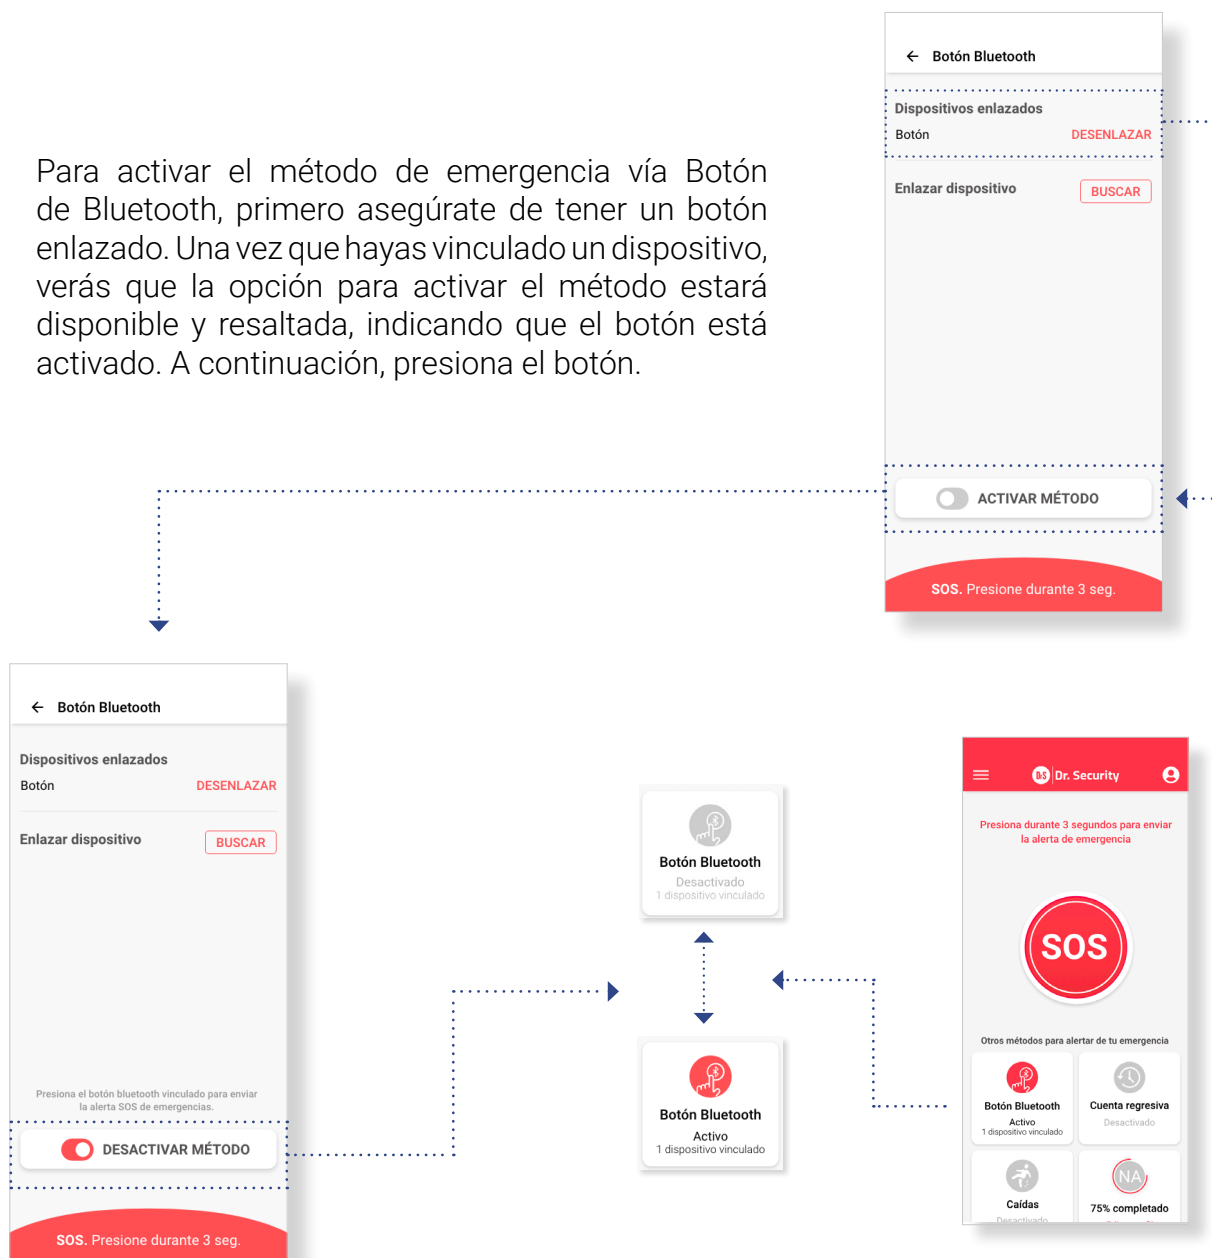 Para activar el método de emergencia vía Botón
de Bluetooth, primero asegúrate de tener un botón
enlazado. Una vez que hayas vinculado un dispositivo,
verás que la opción para activar el método estará
disponible y resaltada, indicando que el botón está
activado. A continuación, presiona el botón.
Botón Bluetooth
Dispositivos enlazados
Botón DESENLAZAR
Enlazar dispositivo BUSCAR
ACTIVAR MÉTODO
SOS. Presione durante 3 seg.
Botón Bluetooth
Dispositivos enlazados
Botón DESENLAZAR
Enlazar dispositivo BUSCAR
Presiona el botón bluetooth vinculado para enviar
la alerta SOS de emergencias.
DESACTIVAR MÉTODO
SOS. Presione durante 3 seg.
Botón Bluetooth
Desactivado
1 dispositivo vinculado
Botón Bluetooth
Activo
1 dispositivo vinculado
DS Dr. Security
Presiona durante 3 segundos para enviar
la alerta de emergencia
SOS
Otros métodos para alertar de tu emergencia
Botón Bluetooth
Activo
1 dispositivo vinculado
Cuenta regresiva
Desactivado
Caídas
Desactivado
NA
75% completado